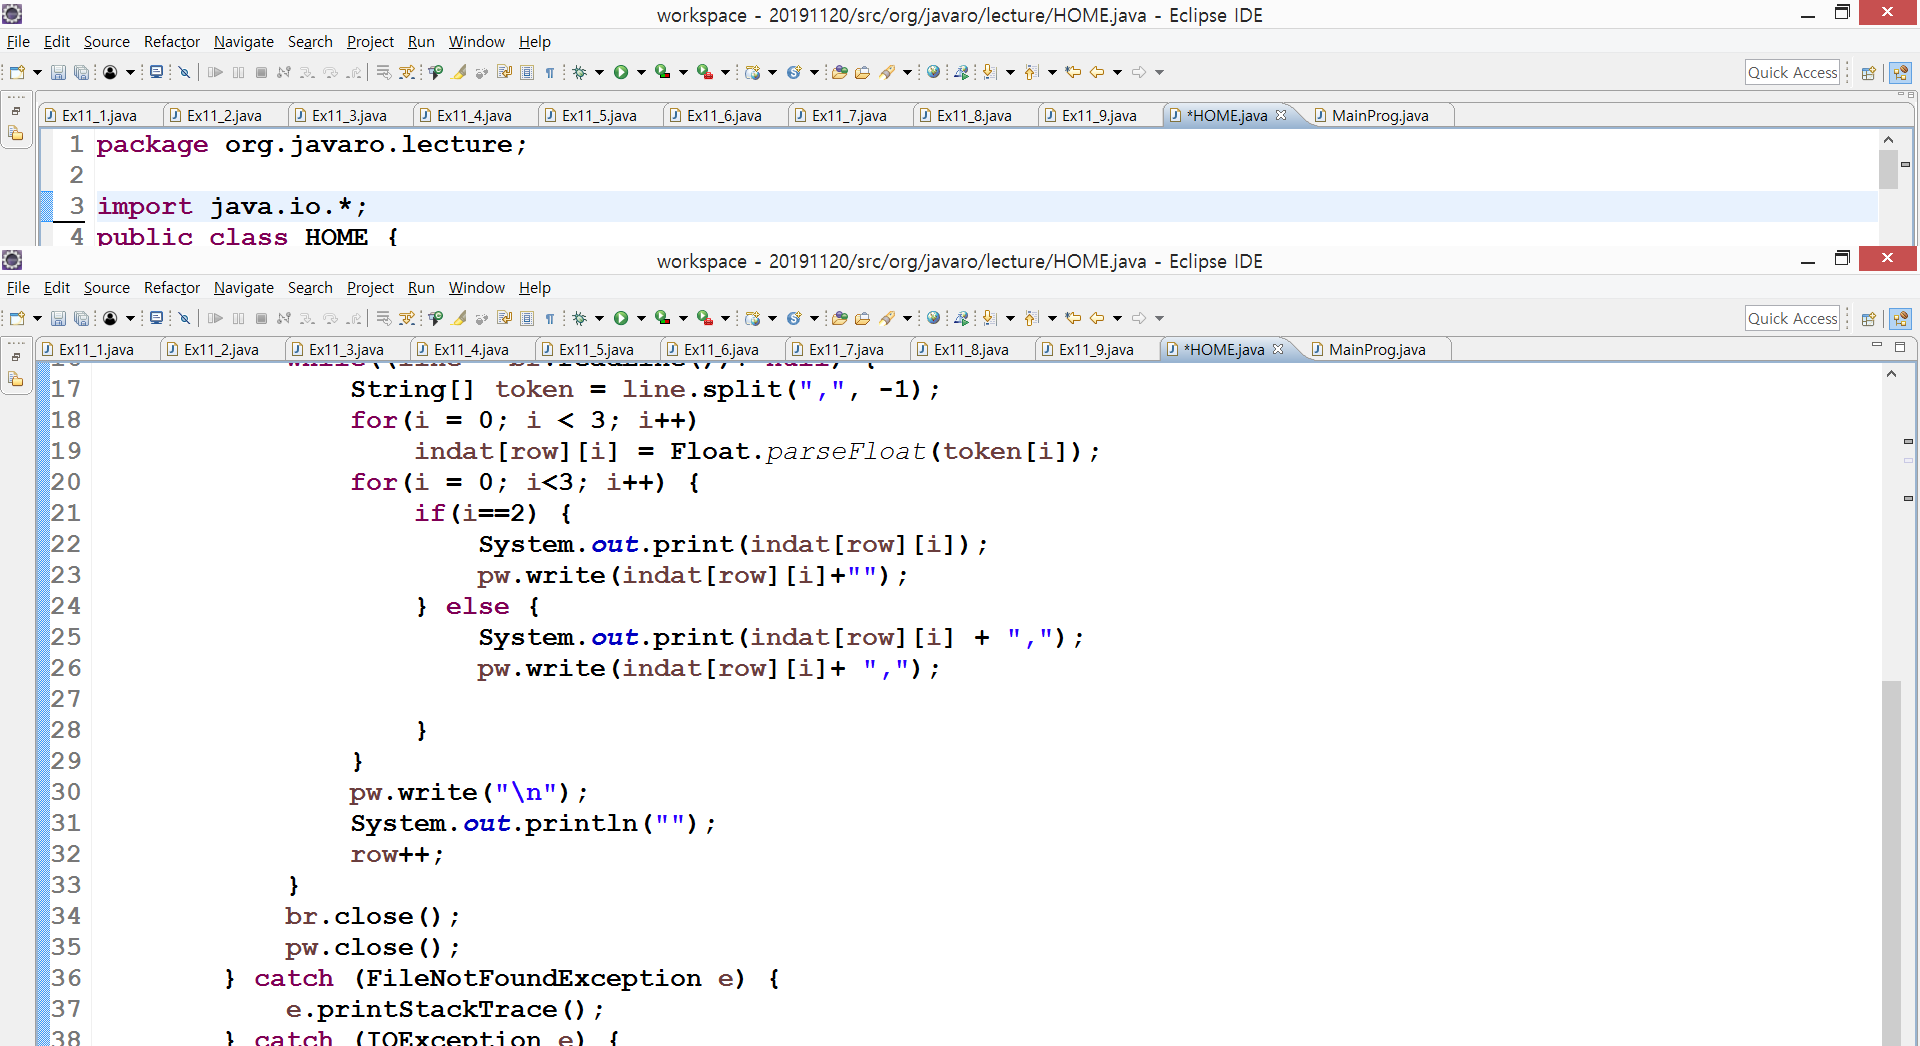 workspace - 20191120/src/org/javaro/lecture/HOME.java - Eclipse IDE
File Edit Source Refactor Navigate Search Project Run Window Help
Quick Access
Ex11_1.java Ex11_2.java Ex11_3.java Ex11_4.java Ex11_5.java Ex11_6.java Ex11_7.java Ex11_8.java Ex11_9.java *HOME.java MainProg.java
1 package org.javaro.lecture;
2
3 import java.io.*;
4 public class HOME {
workspace - 20191120/src/org/javaro/lecture/HOME.java - Eclipse IDE
File Edit Source Refactor Navigate Search Project Run Window Help
Quick Access
Ex11_1.java Ex11_2.java Ex11_3.java Ex11_4.java Ex11_5.java Ex11_6.java Ex11_7.java Ex11_8.java Ex11_9.java *HOME.java MainProg.java
17 String[] token = line.split(",", -1);
18 for(i = 0; i < 3; i++)
19 indat[row][i] = Float.parseFloat(token[i]);
20 for(i = 0; i<3; i++) {
21 if(i==2) {
22 System.out.print(indat[row][i]);
23 pw.write(indat[row][i]+"");
24 } else {
25 System.out.print(indat[row][i] + ",");
26 pw.write(indat[row][i]+ ",");
27
28 }
29 }
30 pw.write("\n");
31 System.out.println("");
32 row++;
33 }
34 br.close();
35 pw.close();
36 } catch (FileNotFoundException e) {
37 e.printStackTrace();
38 } catch (IOException e) {